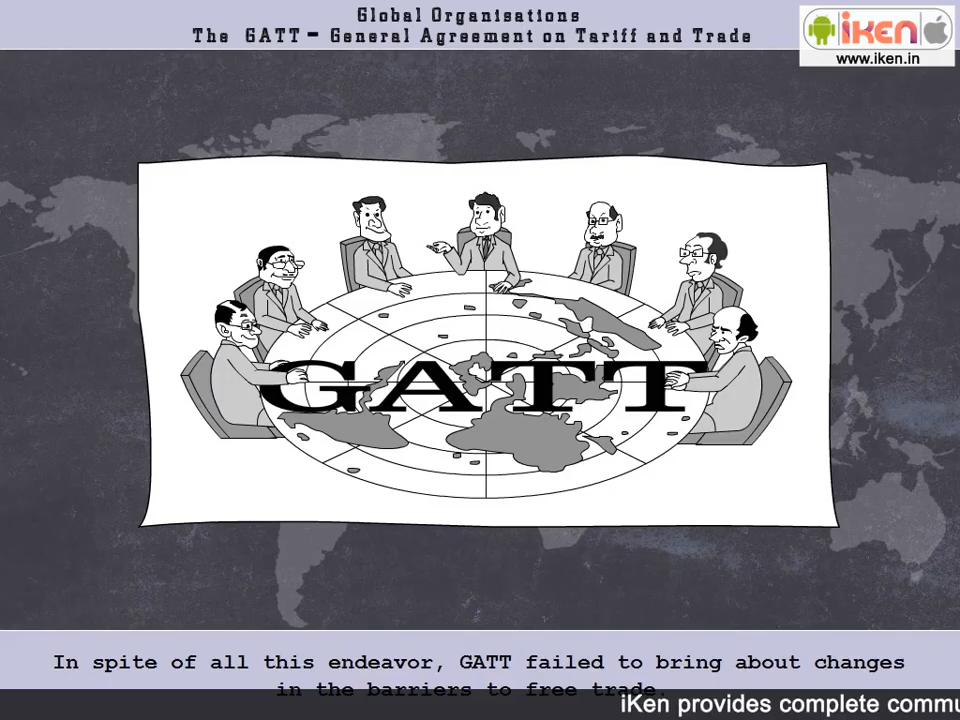 Global Organisations
The GATT - General Agreement on Tariff and Trade
iKEN
www.iken.in
GATT
In spite of all this endeavor, GATT failed to bring about changes
in the barriers to free trade.
iKen provides complete commu